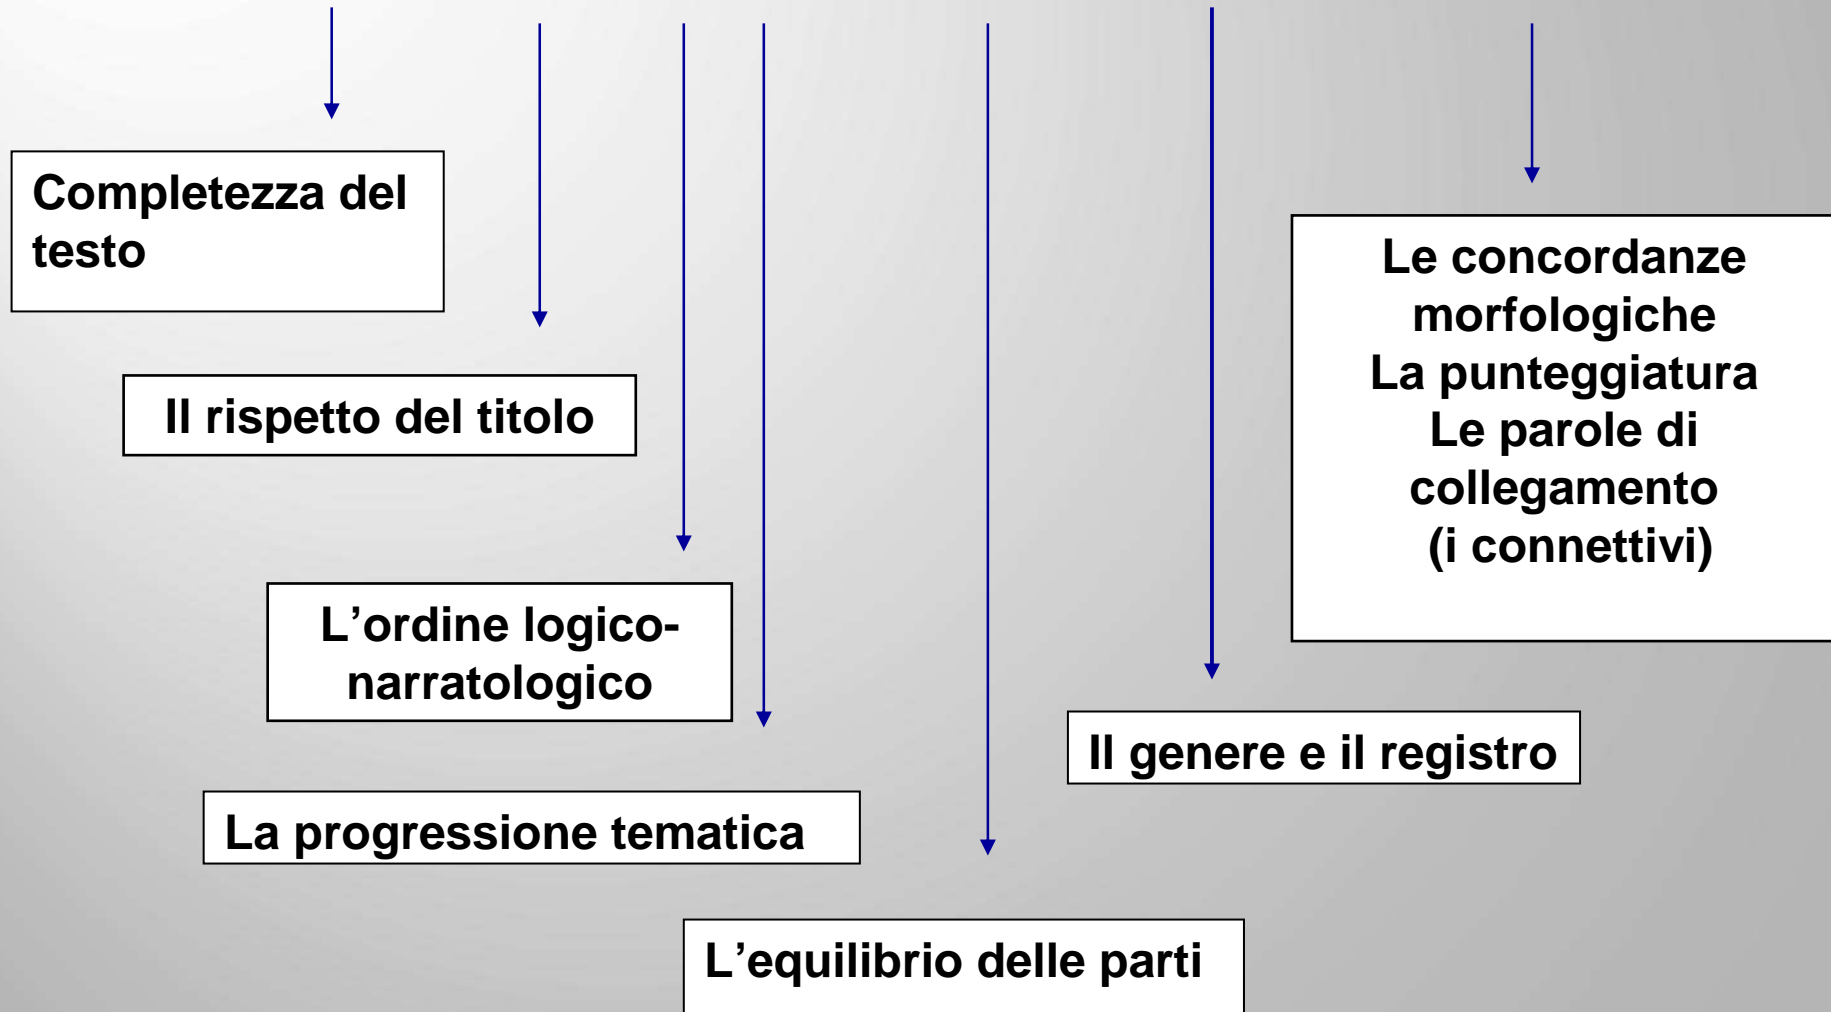 Completezza del
testo
Il rispetto del titolo
L’ordine logico-
narratologico
La progressione tematica
L’equilibrio delle parti
Il genere e il registro
Le concordanze
morfologiche
La punteggiatura
Le parole di
collegamento
(i connettivi)